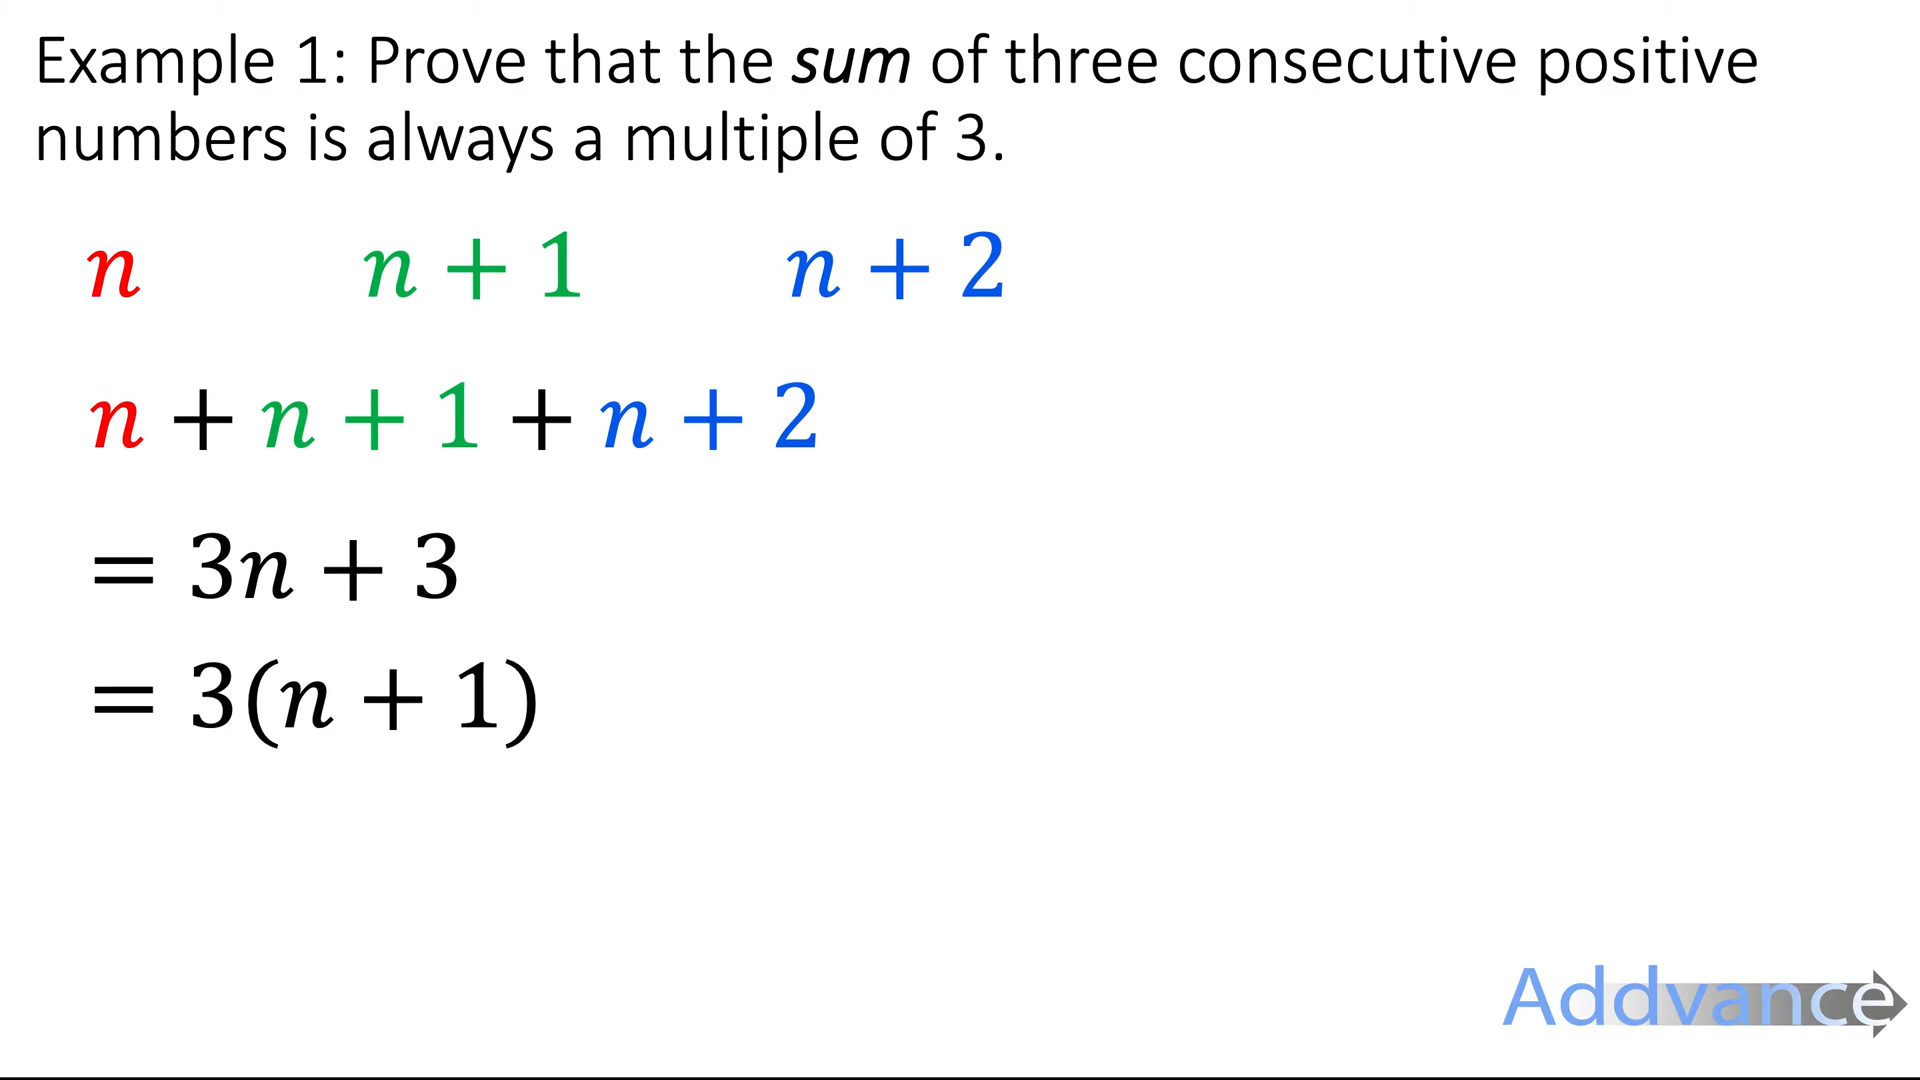 Example 1: Prove that the sum of three consecutive positive
numbers is always a multiple of 3.
n n + 1 n + 2
n + n + 1 + n + 2
= 3n + 3
= 3(n + 1)
Addvance